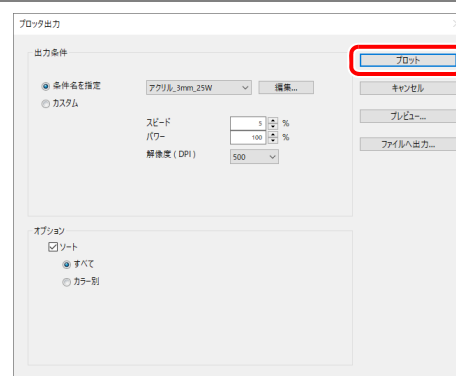 プロッタ出力
出力条件
条件名を指定
アクリル_3mm_25W
編集...
カスタム
スピード
5
%
パワー
100
%
解像度 ( DPI )
500
プロット
キャンセル
プレビュー...
ファイルへ出力...
オプション
ソート
すべて
カラー別